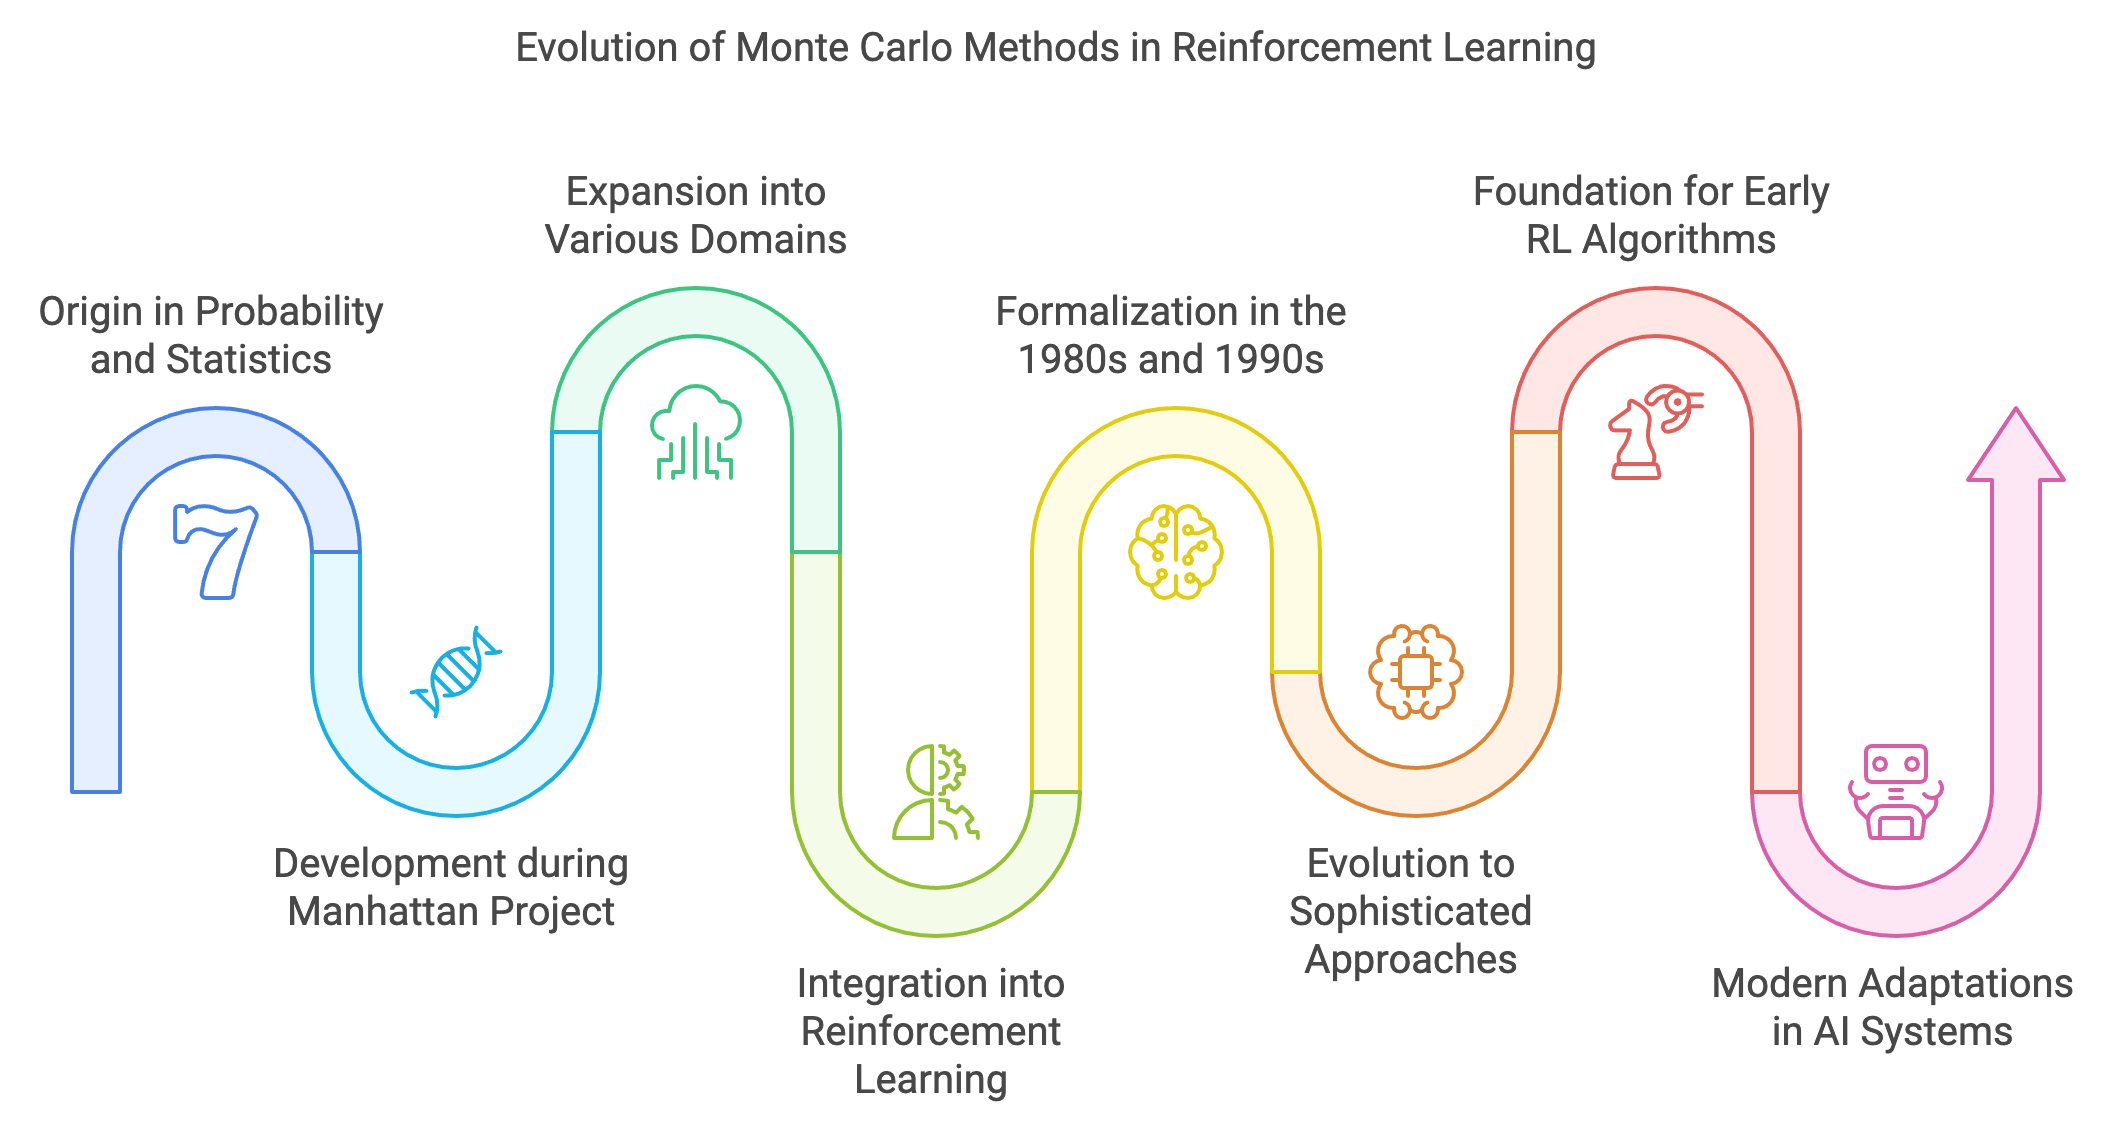 Evolution of Monte Carlo Methods in Reinforcement Learning
Origin in Probability
and Statistics
7
Development during
Manhattan Project
Expansion into
Various Domains
Integration into
Reinforcement
Learning
Formalization in the
1980s and 1990s
Evolution to
Sophisticated
Approaches
Foundation for Early
RL Algorithms
Modern Adaptations
in AI Systems